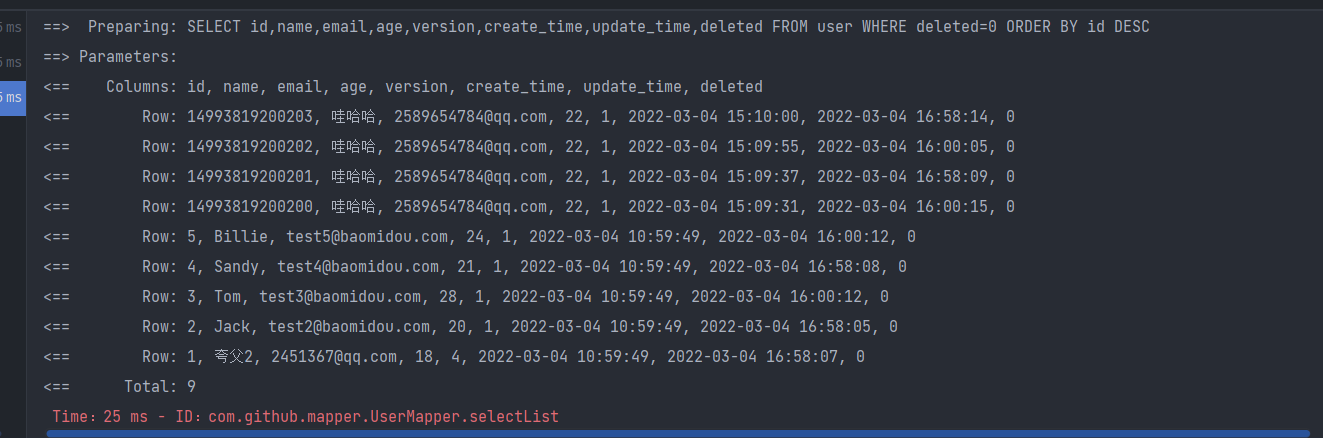 5 ms
==>  Preparing: SELECT id,name,email,age,version,create_time,update_time,deleted FROM user WHERE deleted=0 ORDER BY id DESC
5 ms
==> Parameters:
<==    Columns: id, name, email, age, version, create_time, update_time, deleted
5 ms
<==        Row: 14993819200203, 哇哈哈, 2589654784@qq.com, 22, 1, 2022-03-04 15:10:00, 2022-03-04 16:58:14, 0
<==        Row: 14993819200202, 哇哈哈, 2589654784@qq.com, 22, 1, 2022-03-04 15:09:55, 2022-03-04 16:00:05, 0
<==        Row: 14993819200201, 哇哈哈, 2589654784@qq.com, 22, 1, 2022-03-04 15:09:37, 2022-03-04 16:58:09, 0
<==        Row: 14993819200200, 哇哈哈, 2589654784@qq.com, 22, 1, 2022-03-04 15:09:31, 2022-03-04 16:00:15, 0
<==        Row: 5, Billie, test5@baomidou.com, 24, 1, 2022-03-04 10:59:49, 2022-03-04 16:00:12, 0
<==        Row: 4, Sandy, test4@baomidou.com, 21, 1, 2022-03-04 10:59:49, 2022-03-04 16:58:08, 0
<==        Row: 3, Tom, test3@baomidou.com, 28, 1, 2022-03-04 10:59:49, 2022-03-04 16:00:12, 0
<==        Row: 2, Jack, test2@baomidou.com, 20, 1, 2022-03-04 10:59:49, 2022-03-04 16:58:05, 0
<==        Row: 1, 夸父2, 2451367@qq.com, 18, 4, 2022-03-04 10:59:49, 2022-03-04 16:58:07, 0
<==      Total: 9
Time：25 ms - ID：com.github.mapper.UserMapper.selectList